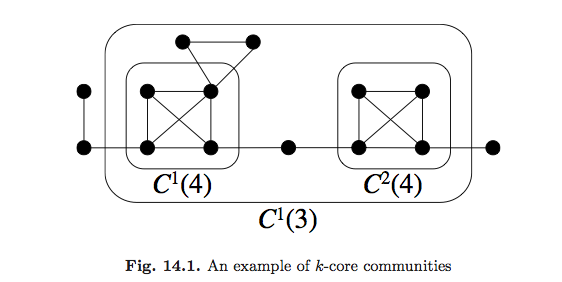 C¹(4) C²(4)
C¹(3)
Fig. 14.1. An example of k-core communities